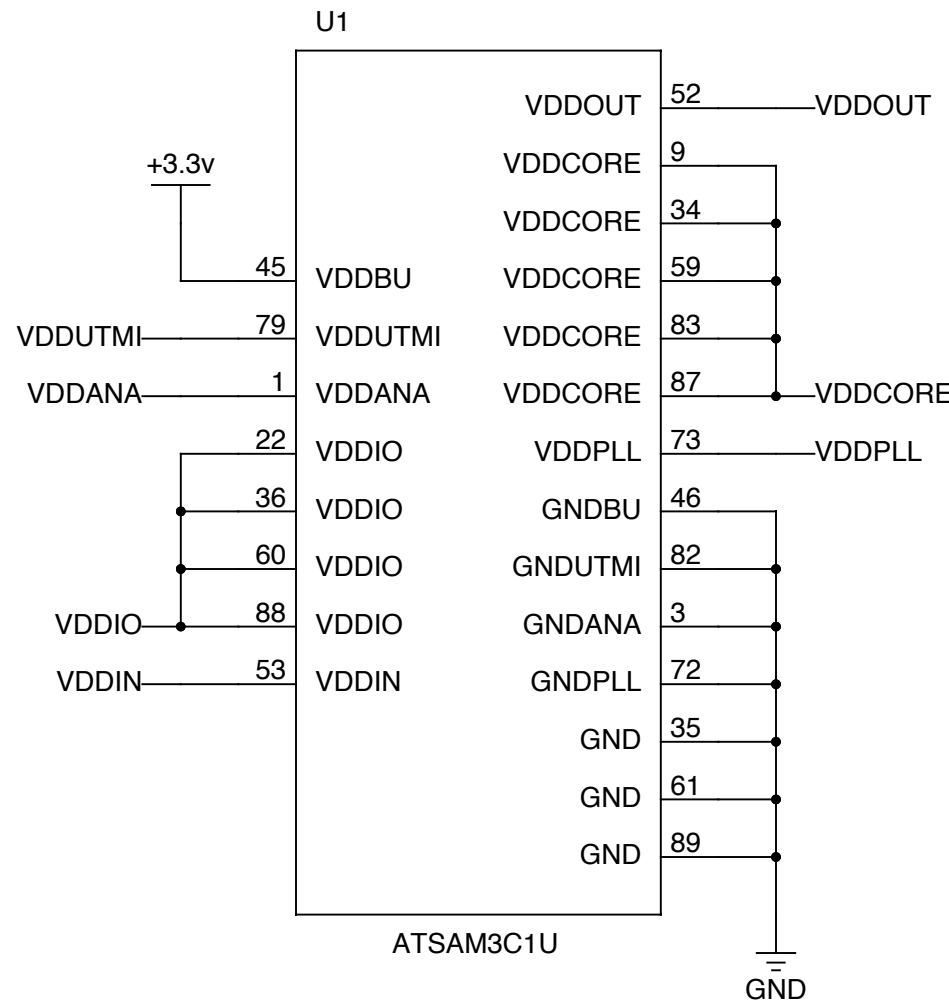 U1
VDDOUT 52 VDDOUT
VDDCORE 9
+3.3v
VDDCORE 34
45 VDDBU VDDCORE 59
VDDUTMI 79 VDDUTMI VDDCORE 83
VDDANA 1 VDDANA VDDCORE 87 VDDCORE
22 VDDIO VDDPLL 73 VDDPLL
36 VDDIO GNDBU 46
60 VDDIO GNDUTMI 82
VDDIO 88 VDDIO GNDANA 3
VDDIN 53 VDDIN GNDPLL 72
GND 35
GND 61
GND 89
ATSAM3C1U
GND